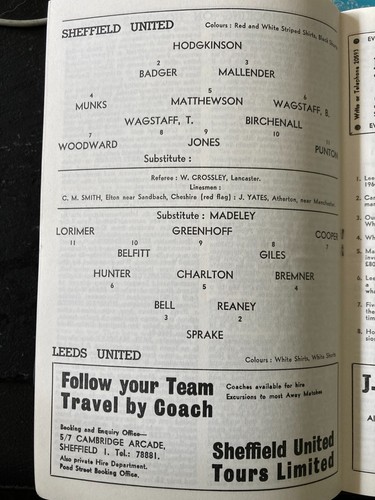 SHEFFIELD UNITED
Colours : Red and White Striped Shirts, Black Shorts
HODGKINSON
2 3
BADGER MALLENDER
4 5 6
MUNKS MATTHEWSON WAGSTAFF, B.
WAGSTAFF, T. BIRCHENALL
7 8 9 10 11
WOODWARD JONES PUNTON
Substitute :
Referee : W. CROSSLEY, Lancaster.
Linesmen :
C. M. SMITH, Elton near Sandbach, Cheshire (red flag) : J. YATES, Atherton, near Manchester
Substitute : MADELEY
LORIMER GREENHOFF COOPER
11 10 9 8 7
BELFITT GILES
HUNTER CHARLTON BREMNER
6 5 4
BELL REANEY
3 2
SPRAKE
LEEDS UNITED
Colours : White Shirts, White Shorts
Follow your Team
Travel by Coach
Coaches available for hire
Excursions to most Away Matches
Booking and Enquiry Office—
5/7 CAMBRIDGE ARCADE,
SHEFFIELD 1. Tel.: 78881.
Also private Hire Department.
Pond Street Booking Office.
Sheffield United
Tours Limited
Write or Telephone 20911